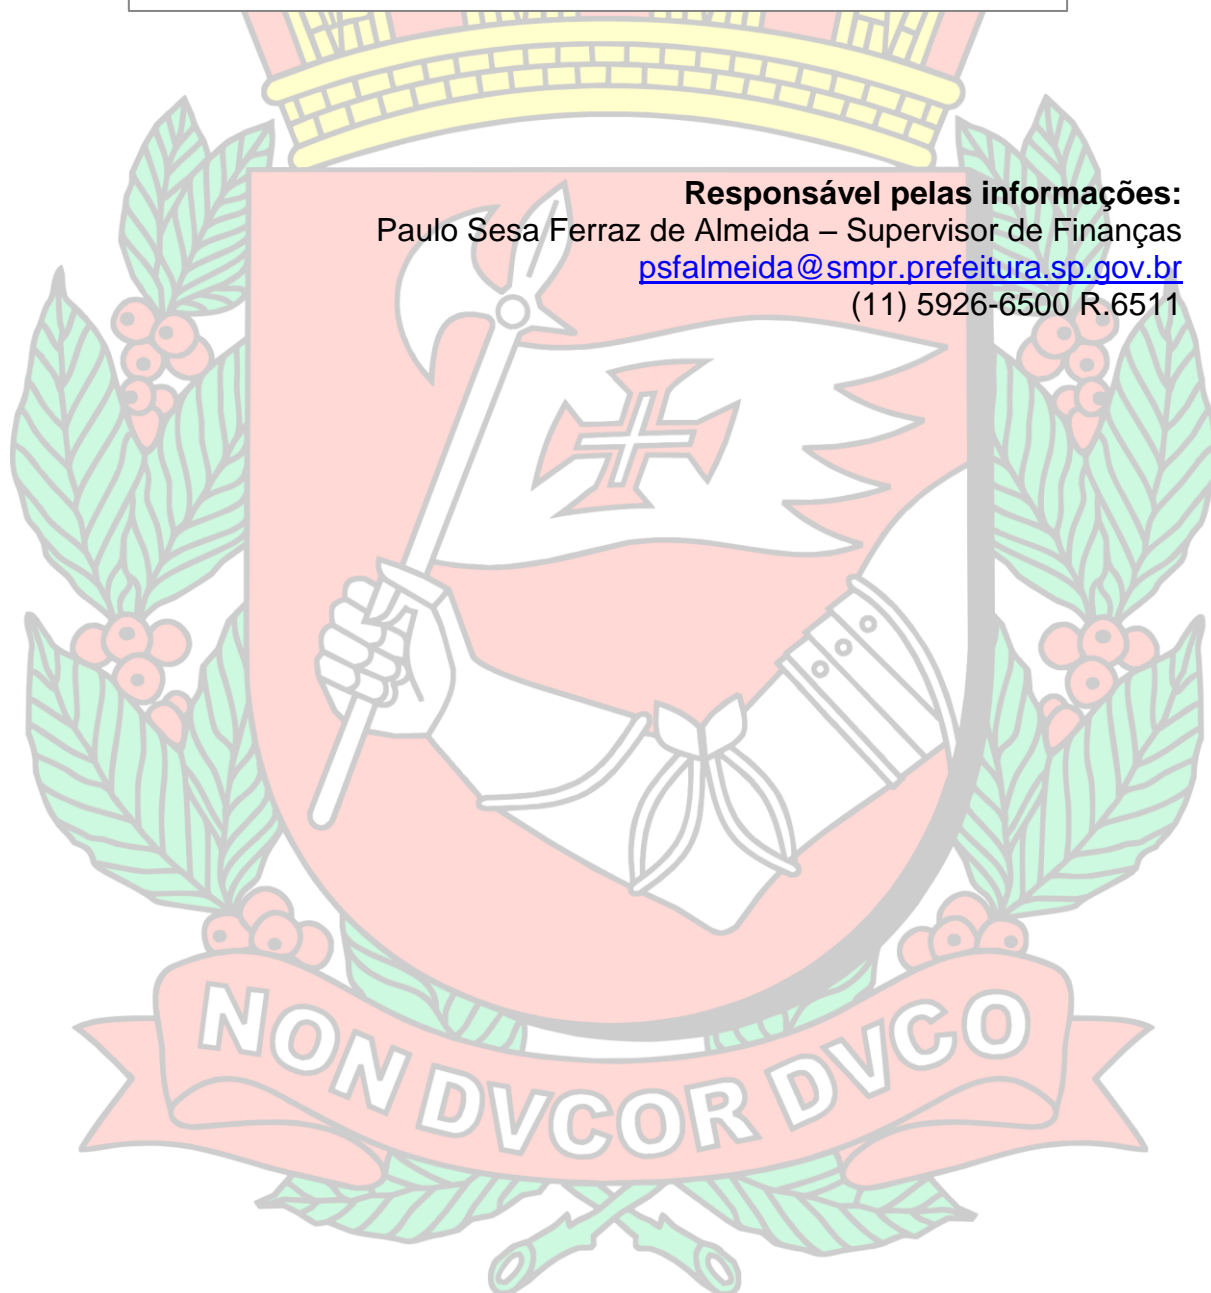 Responsável pelas informações:
Paulo Sesa Ferraz de Almeida – Supervisor de Finanças
psfalmeida@smpr.prefeitura.sp.gov.br
(11) 5926-6500 R.6511
NON DVCOR DVCO